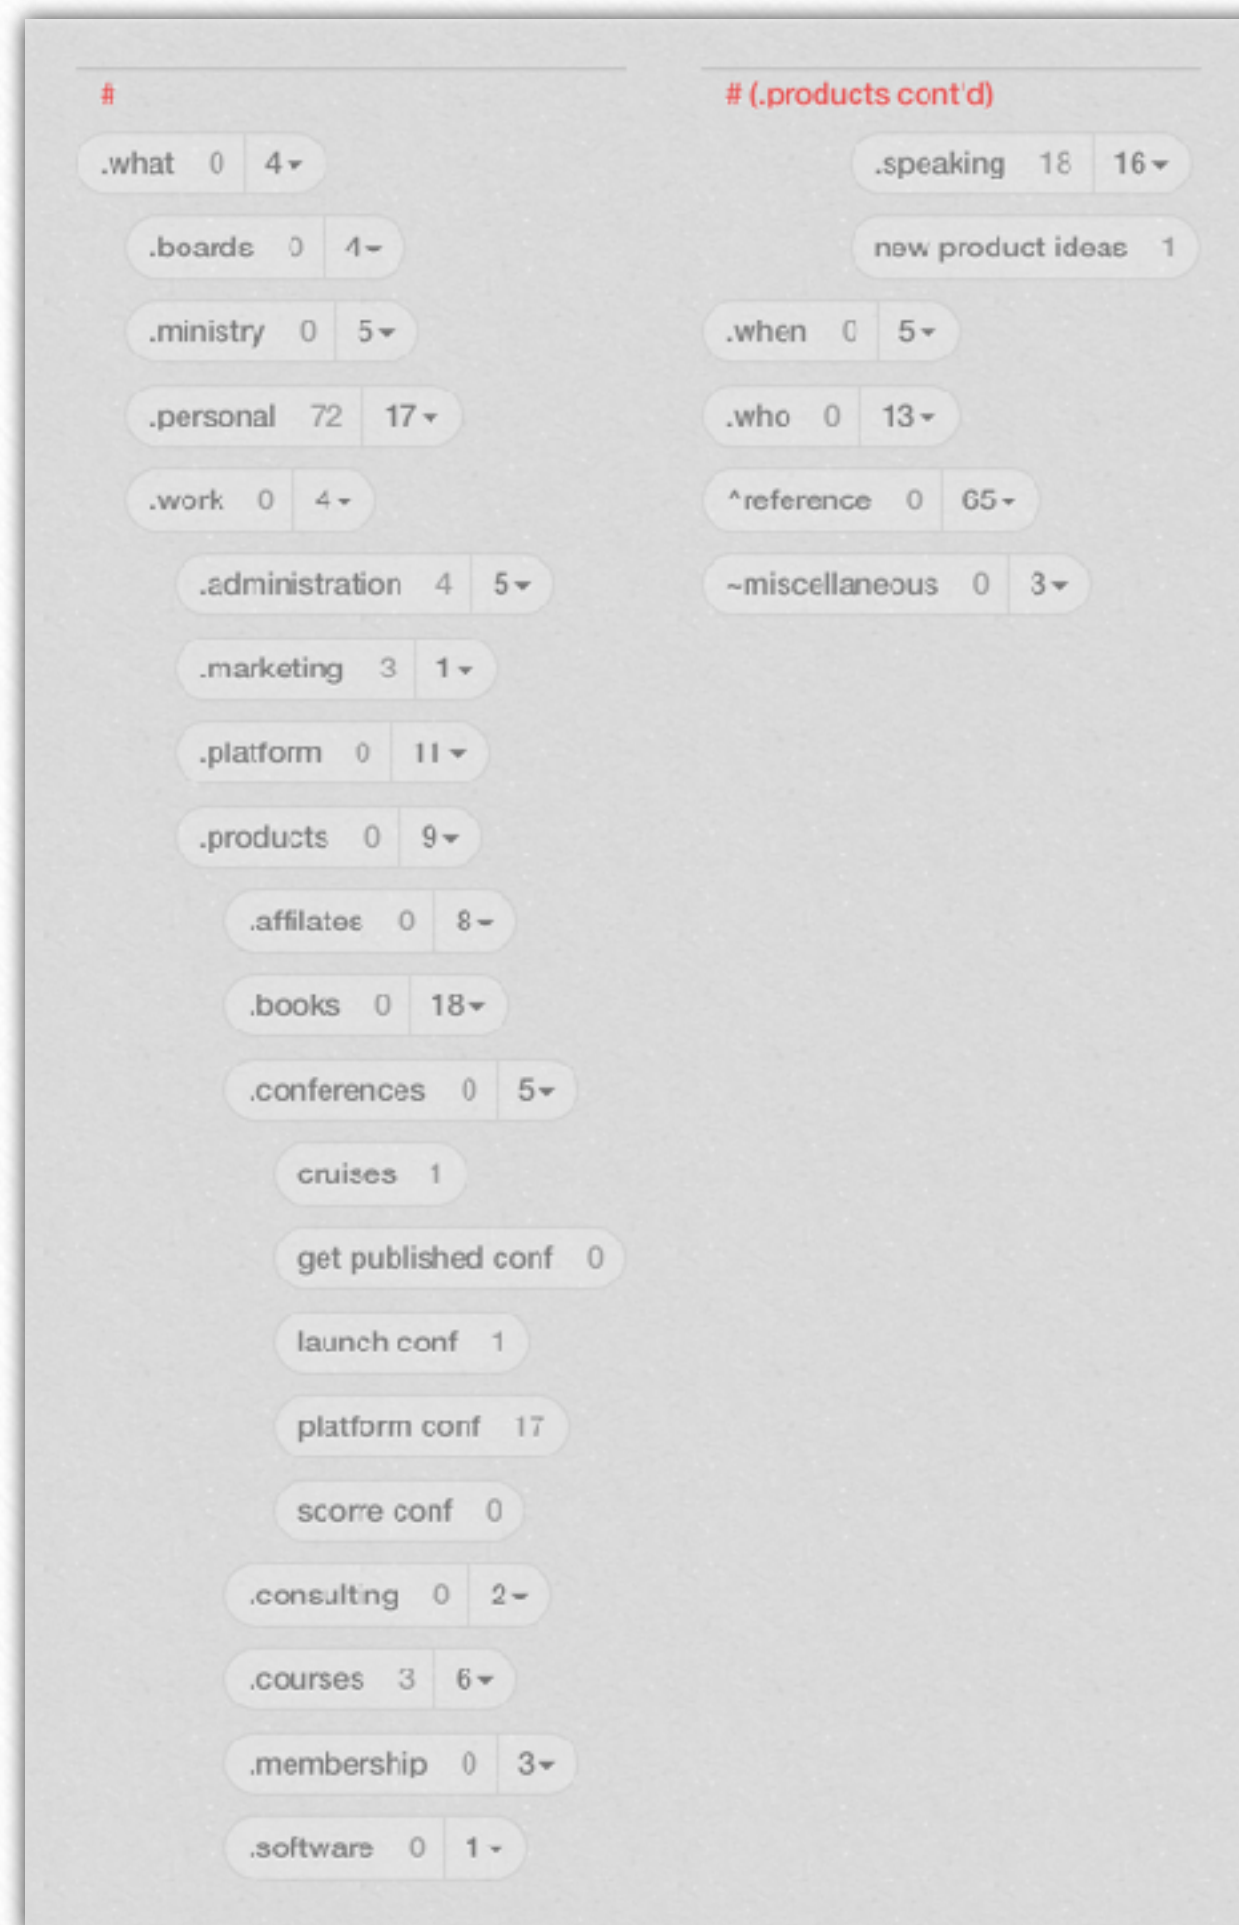 #
.what 0 4
.boards 0 4
.ministry 0 5
.personal 72 17
.work 0 4
.administration 4 5
.marketing 3 1
.platform 0 11
.products 0 9
.affilates 0 8
.books 0 18
.conferences 0 5
cruises 1
get published conf 0
launch conf 1
platform conf 17
scorre conf 0
.consulting 0 2
.courses 3 6
.membership 0 3
.software 0 1
# (.products cont'd)
.speaking 18 16
new product ideas 1
.when 0 5
.who 0 13
^reference 0 65
~miscellaneous 0 3